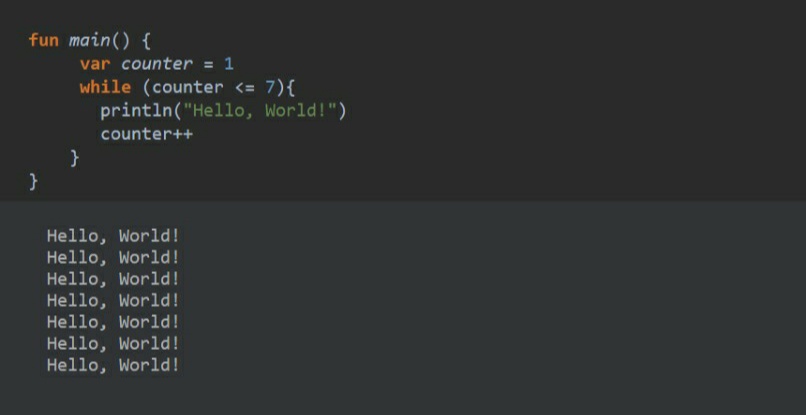 fun main() {
var counter = 1
while (counter <= 7){
println("Hello, World!")
counter++
}
}
Hello, World!
Hello, World!
Hello, World!
Hello, World!
Hello, World!
Hello, World!
Hello, World!